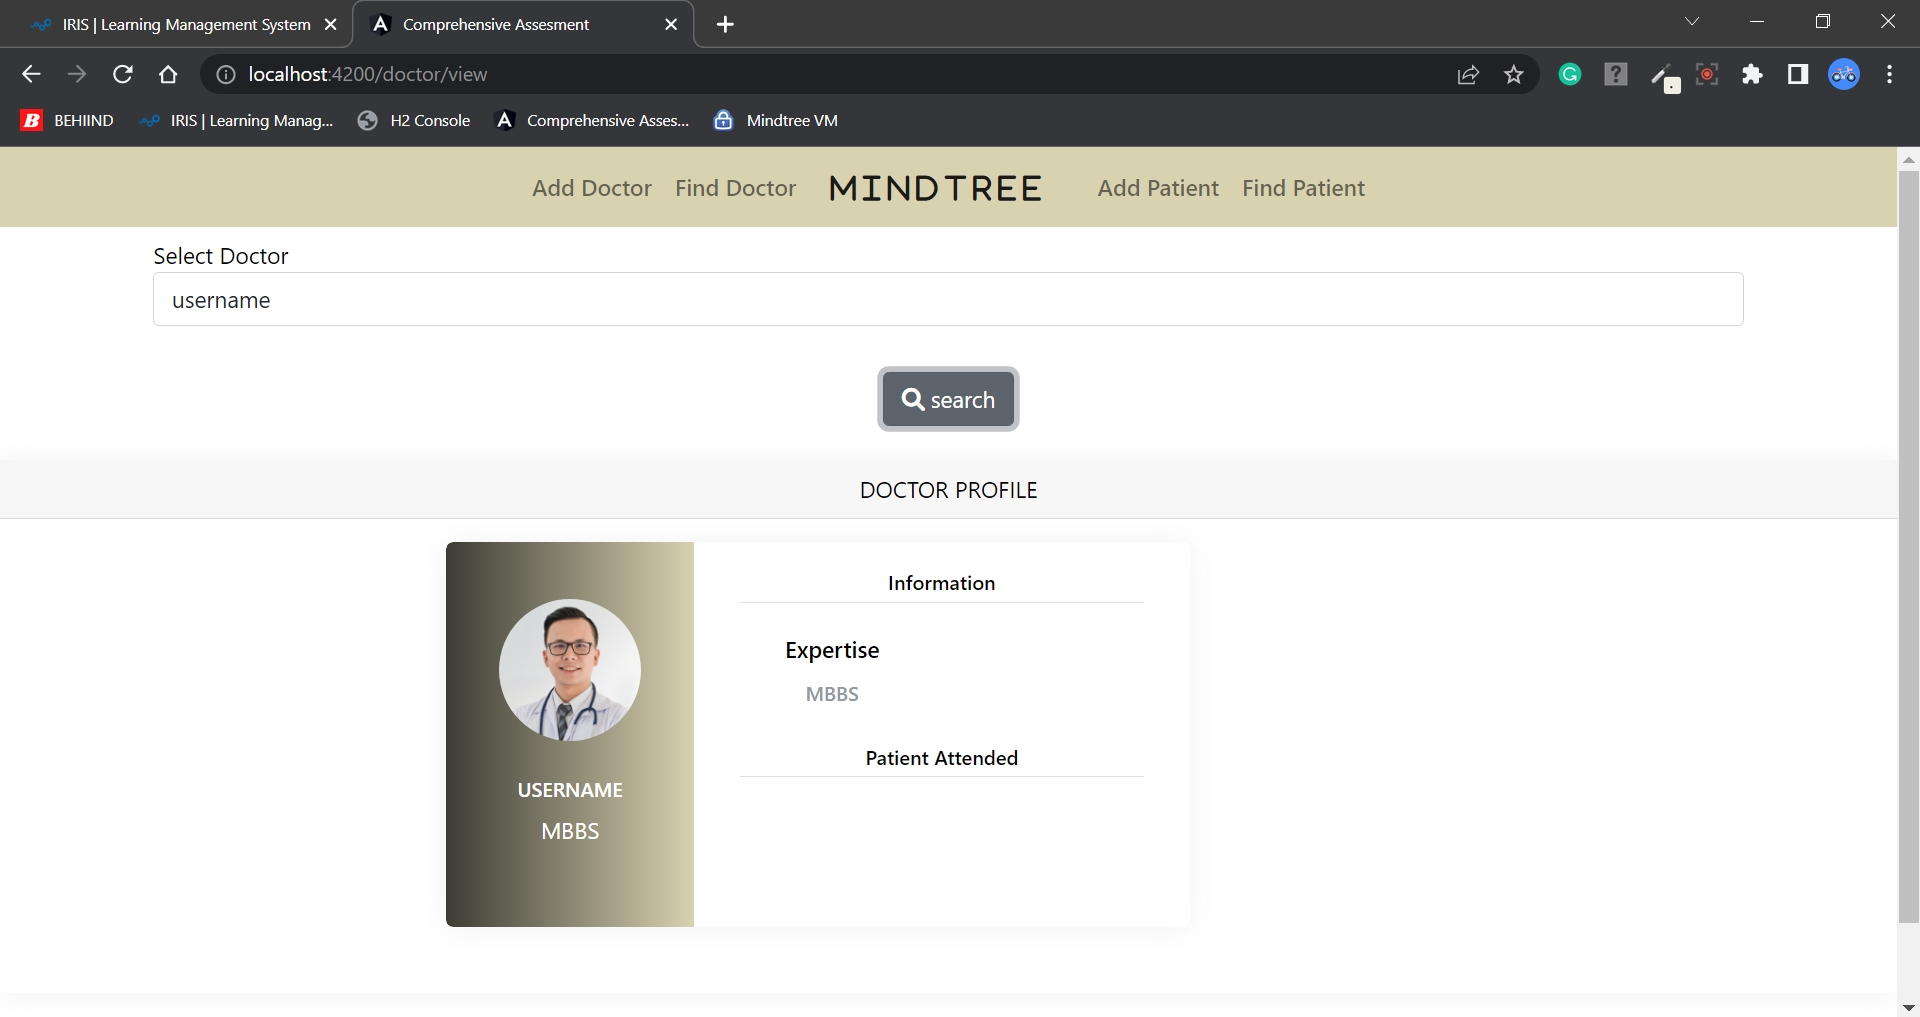 IRIS | Learning Management System
Comprehensive Assesment
localhost:4200/doctor/view
BEHIIND
IRIS | Learning Manag...
H2 Console
Comprehensive Asses...
Mindtree VM
Add Doctor Find Doctor MINDTREE Add Patient Find Patient
Select Doctor
username
search
DOCTOR PROFILE
Information
Expertise
MBBS
Patient Attended
USERNAME
MBBS